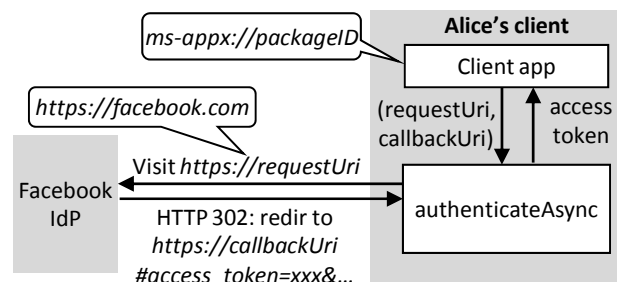 Alice's client
ms-appx://packageID
Client app
https://facebook.com
(requestUri,
callbackUri)
access
token
Visit https://requestUri
Facebook
IdP
authenticateAsync
HTTP 302: redir to
https://callbackUri
#access_token=xxx&…